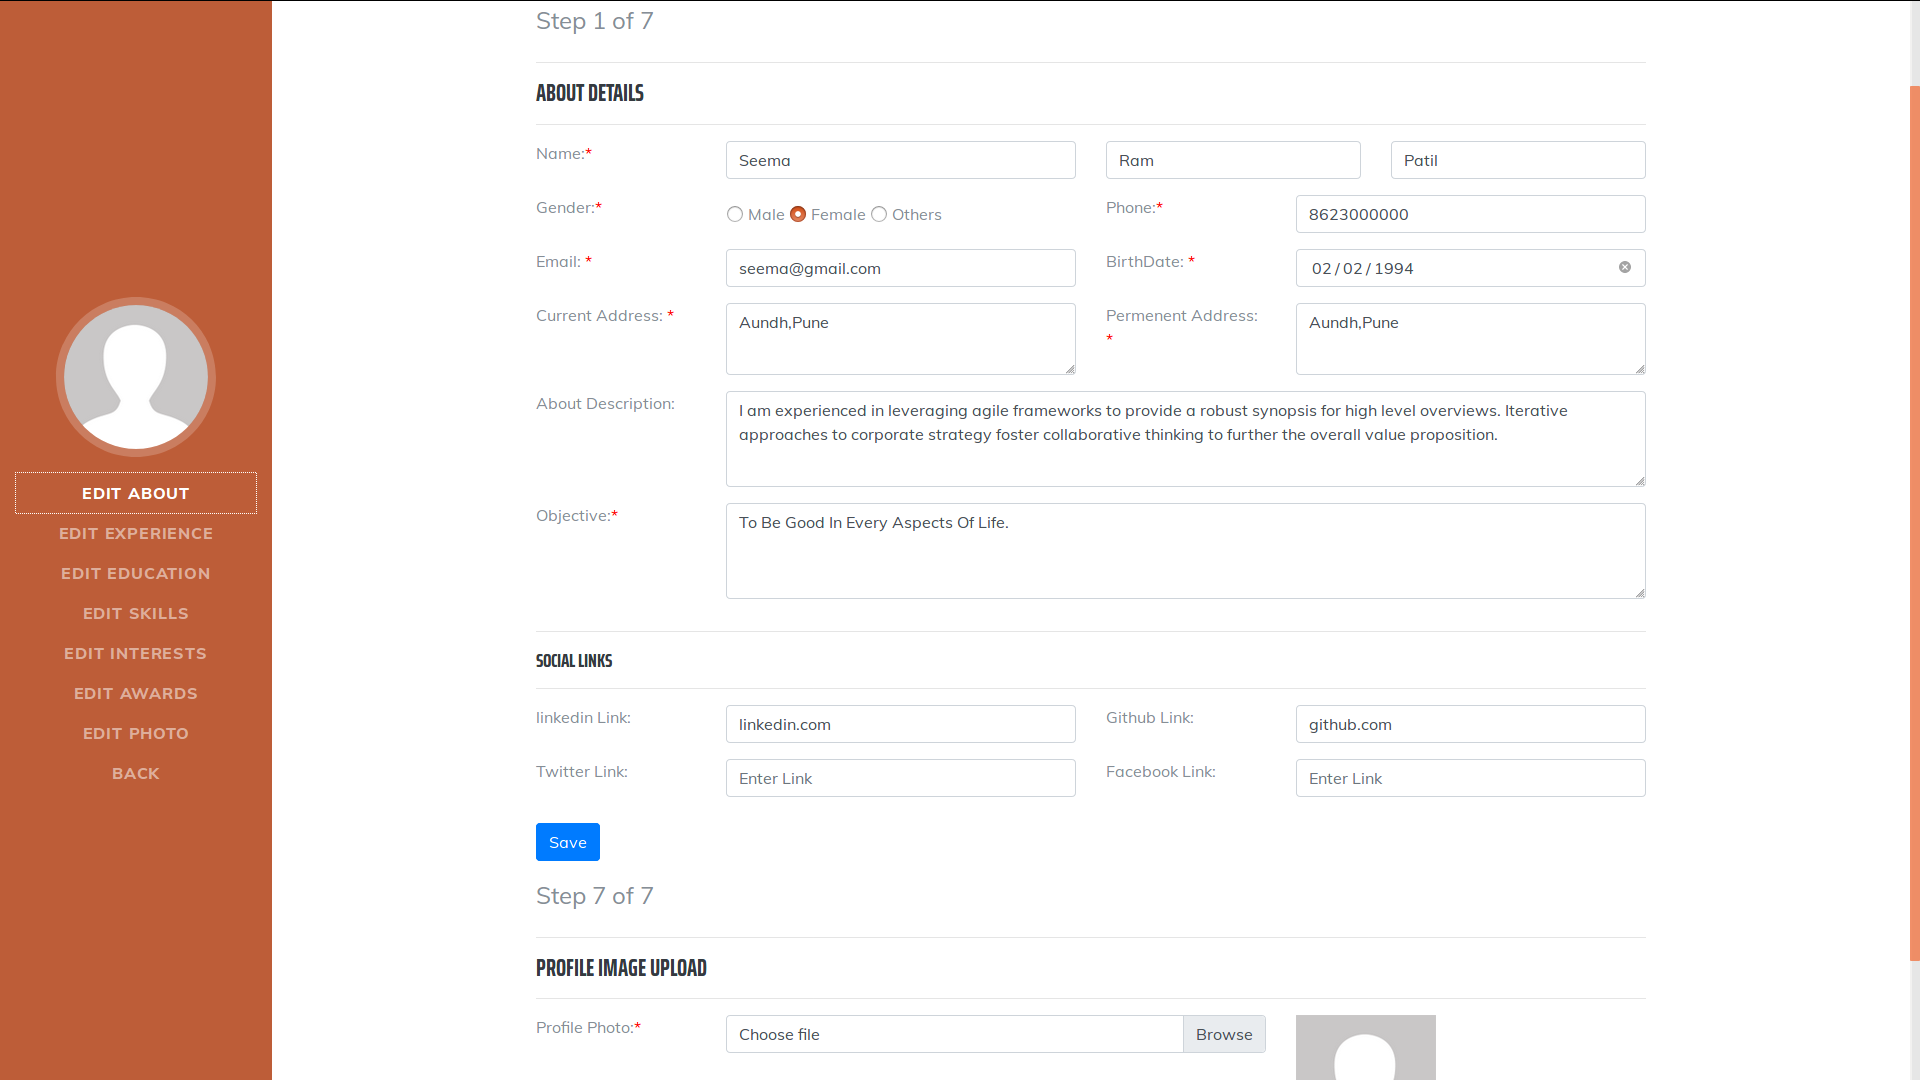 EDIT ABOUT
EDIT EXPERIENCE
EDIT EDUCATION
EDIT SKILLS
EDIT INTERESTS
EDIT AWARDS
EDIT PHOTO
BACK
Step 1 of 7
ABOUT DETAILS
Name:* Seema Ram Patil
Gender:* Male Female Others Phone:* 8623000000
Email: * seema@gmail.com BirthDate: * 02/02/1994
Current Address: * Aundh,Pune Permenent Address: * Aundh,Pune
About Description: I am experienced in leveraging agile frameworks to provide a robust synopsis for high level overviews. Iterative
approaches to corporate strategy foster collaborative thinking to further the overall value proposition.
Objective:* To Be Good In Every Aspects Of Life.
SOCIAL LINKS
linkedin Link: linkedin.com Github Link: github.com
Twitter Link: Enter Link Facebook Link: Enter Link
Save
Step 7 of 7
PROFILE IMAGE UPLOAD
Profile Photo:* Choose file Browse